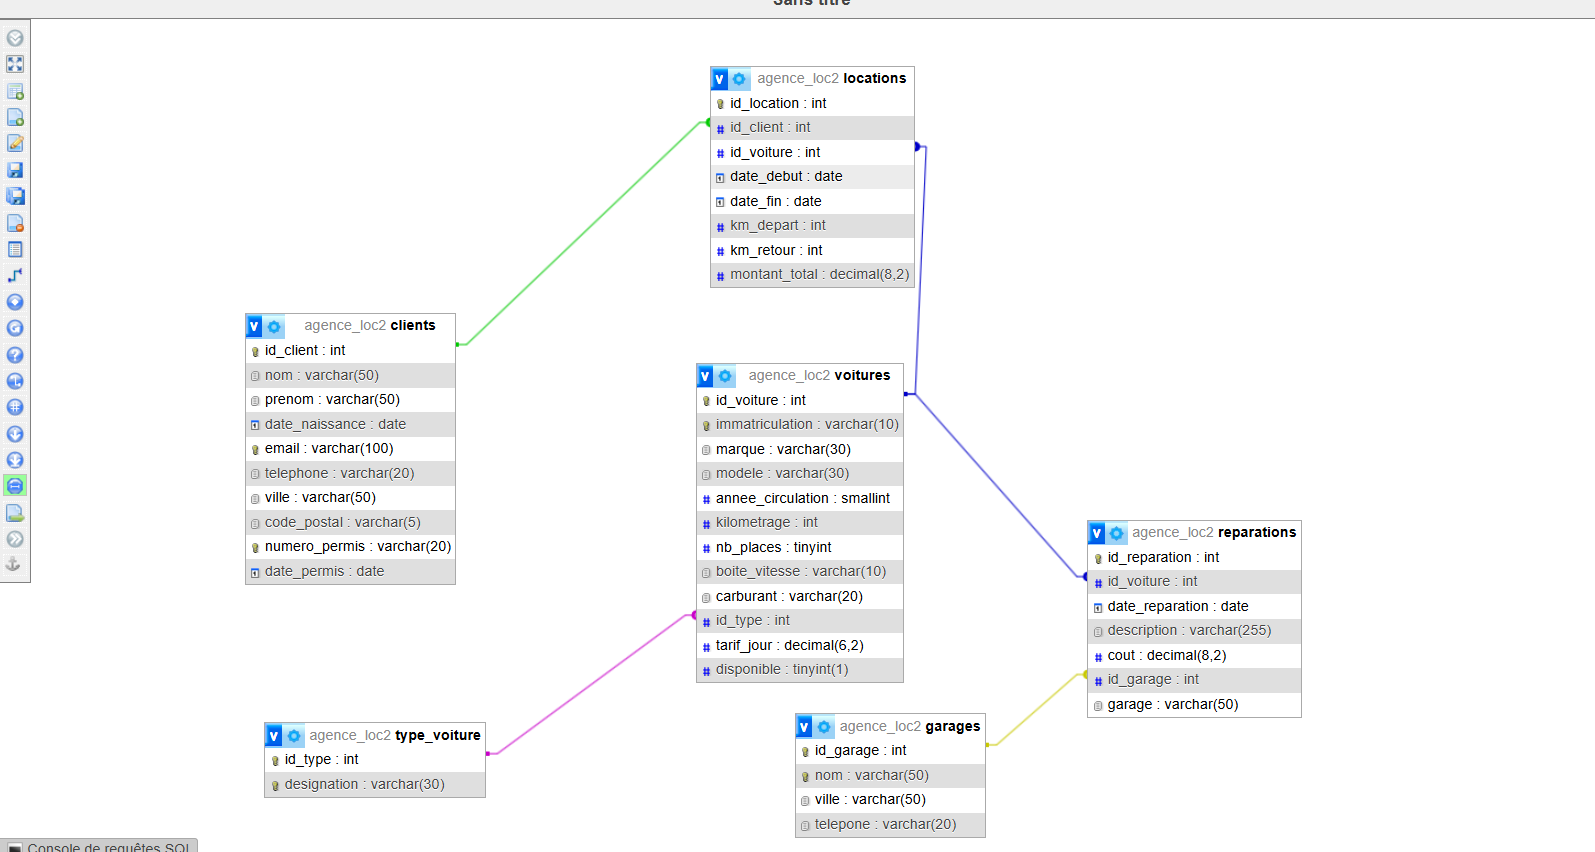 Sans titre
v agence_loc2 locations
id_location : int
# id_client : int
# id_voiture : int
date_debut : date
date_fin : date
# km_depart : int
# km_retour : int
# montant_total : decimal(8,2)
v agence_loc2 clients
id_client : int
nom : varchar(50)
prenom : varchar(50)
date_naissance : date
email : varchar(100)
telephone : varchar(20)
ville : varchar(50)
code_postal : varchar(5)
numero_permis : varchar(20)
date_permis : date
v agence_loc2 voitures
id_voiture : int
immatriculation : varchar(10)
marque : varchar(30)
modele : varchar(30)
# annee_circulation : smallint
# kilometrage : int
# nb_places : tinyint
boite_vitesse : varchar(10)
carburant : varchar(20)
# id_type : int
# tarif_jour : decimal(6,2)
# disponible : tinyint(1)
v agence_loc2 reparations
id_reparation : int
# id_voiture : int
date_reparation : date
description : varchar(255)
# cout : decimal(8,2)
# id_garage : int
garage : varchar(50)
v agence_loc2 type_voiture
id_type : int
designation : varchar(30)
v agence_loc2 garages
id_garage : int
nom : varchar(50)
ville : varchar(50)
telepone : varchar(20)
Console de requêtes SQL